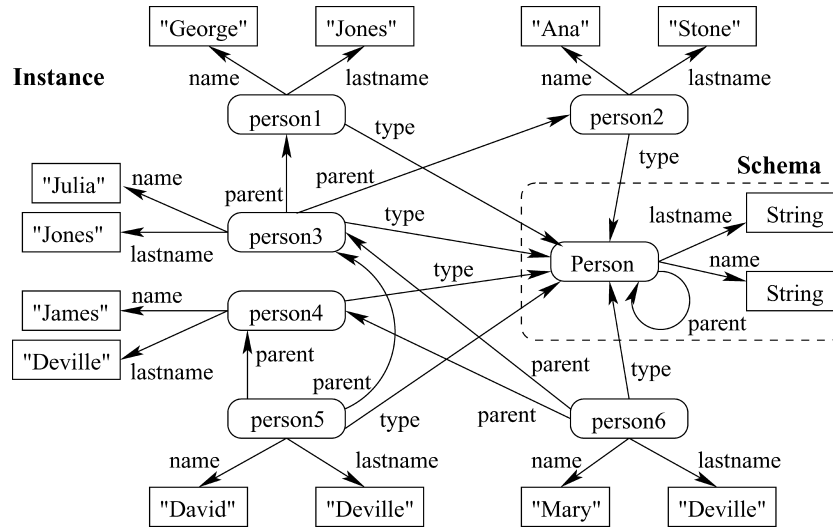 "George"
"Jones"
"Ana"
"Stone"
Instance
name
lastname
name
lastname
person1
person2
type
type
Schema
"Julia"
name
parent
parent
lastname
String
"Jones"
person3
type
Person
lastname
name
type
name
String
"James"
person4
parent
"Deville"
parent
lastname
parent
parent
type
person5
type
parent
person6
name
lastname
name
lastname
"David"
"Deville"
"Mary"
"Deville"